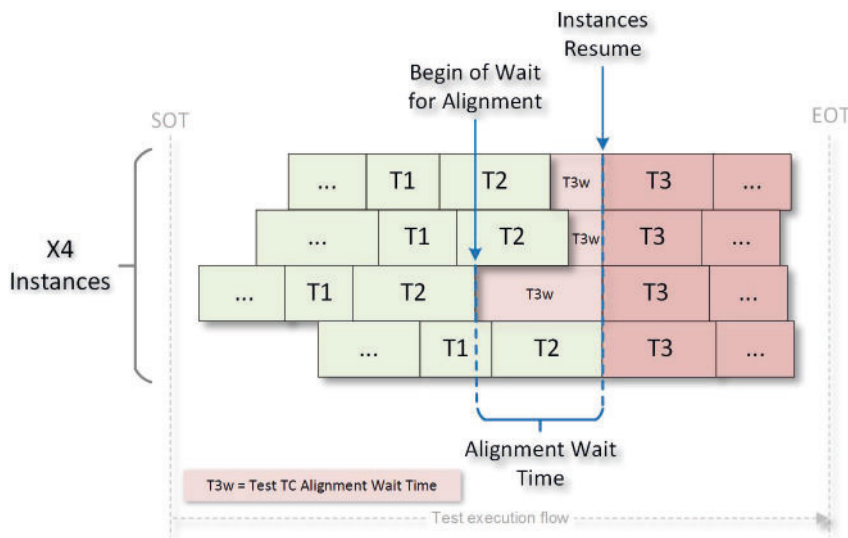 Instances
Resume
Begin of Wait
for Alignment
SOT
EOT
... T1 T2 T3w T3 ...
... T1 T2 T3w T3 ...
X4
Instances
... T1 T2 T3w T3 ...
... T1 T2 T3 ...
Alignment Wait
Time
T3w = Test TC Alignment Wait Time
Test execution flow